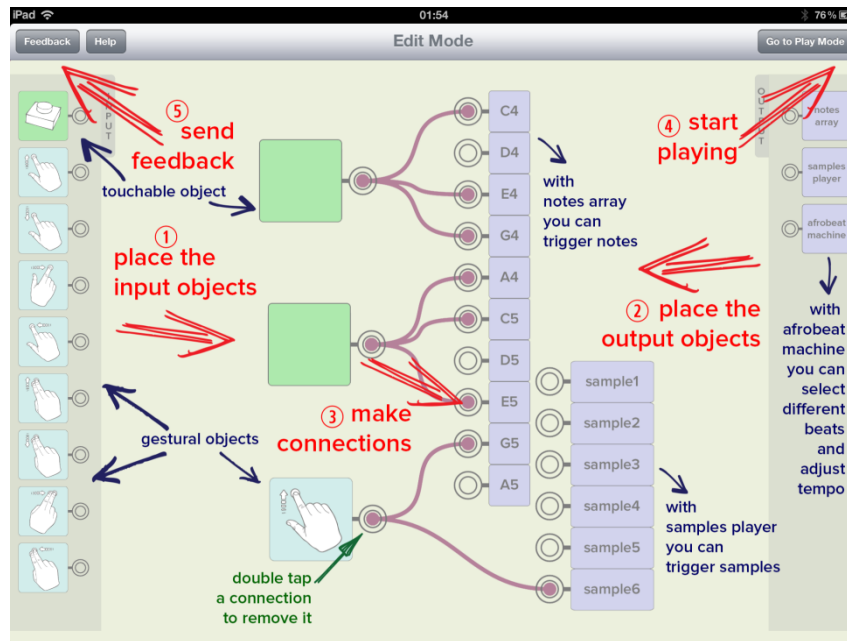 iPad
01:54
76%
Feedback
Help
Edit Mode
Go to Play Mode
INPUT
OUTPUT
⑤ send
feedback
touchable object
① 
place the
input objects
gestural objects
③ make
connections
double tap
a connection
to remove it
C4
D4
E4
G4
A4
C5
D5
E5
G5
A5
with
notes array
you can
trigger notes
④ start
playing
notes
array
samples
player
afrobeat
machine
② place the
output objects
with
afrobeat
machine
you can
select
different
beats
and
adjust
tempo
sample1
sample2
sample3
sample4
sample5
sample6
with
samples player
you can
trigger samples